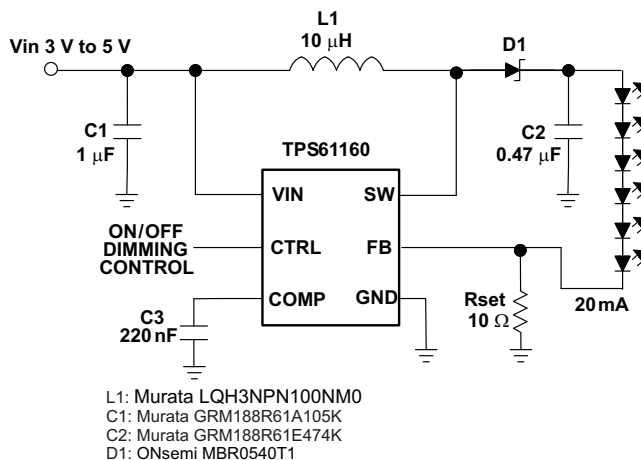 L1
10 μH
Vin 3 V to 5 V
D1
C1
1 μF
C2
0.47 μF
TPS61160
VIN
SW
ON/OFF
DIMMING
CONTROL
CTRL
FB
COMP
GND
C3
220 nF
Rset
10 Ω
20 mA
L1: Murata LQH3NPN100NM0
C1: Murata GRM188R61A105K
C2: Murata GRM188R61E474K
D1: ONsemi MBR0540T1